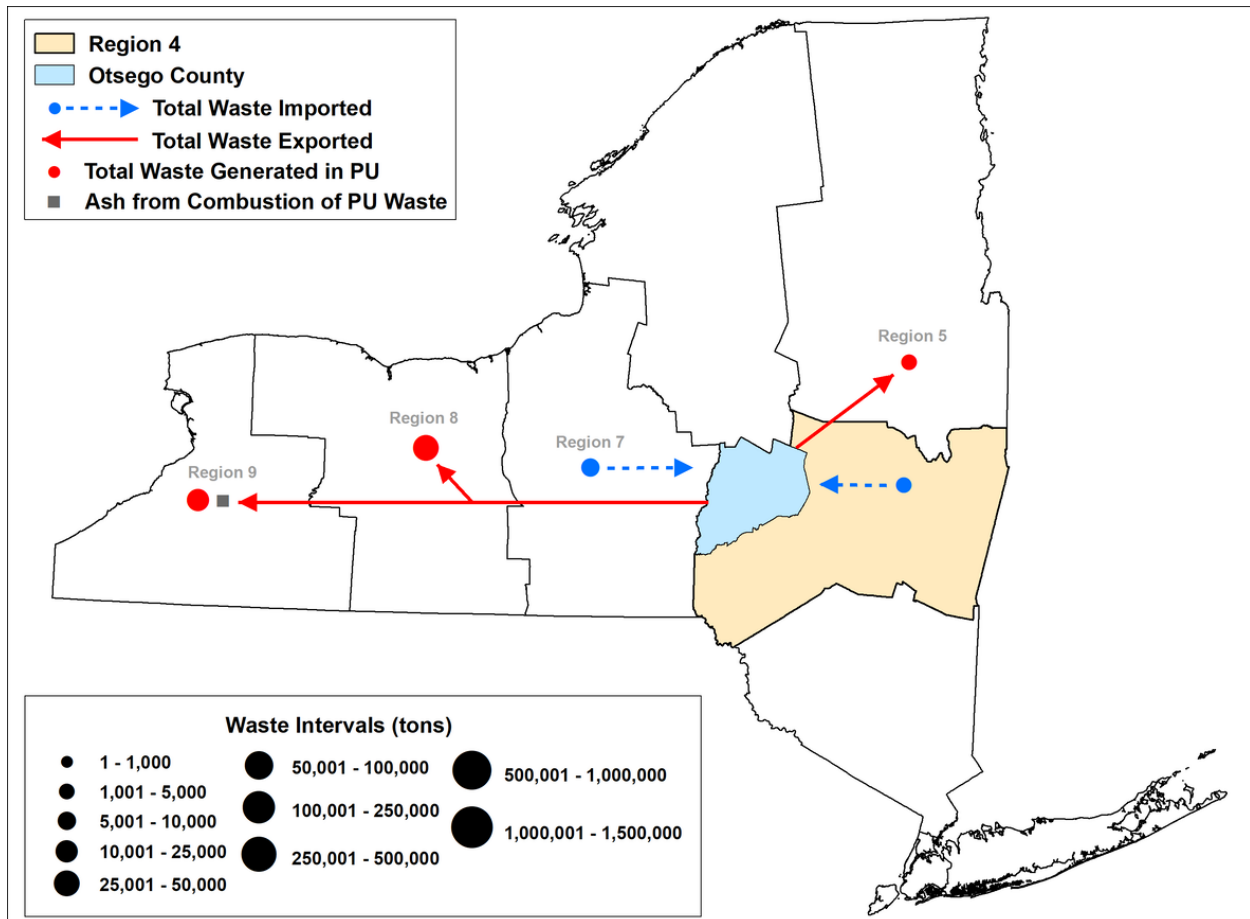 Region 4
Otsego County
Total Waste Imported
Total Waste Exported
Total Waste Generated in PU
Ash from Combustion of PU Waste
Region 5
Region 8
Region 7
Region 9
Waste Intervals (tons)
1 - 1,000
1,001 - 5,000
5,001 - 10,000
10,001 - 25,000
25,001 - 50,000
50,001 - 100,000
100,001 - 250,000
250,001 - 500,000
500,001 - 1,000,000
1,000,001 - 1,500,000